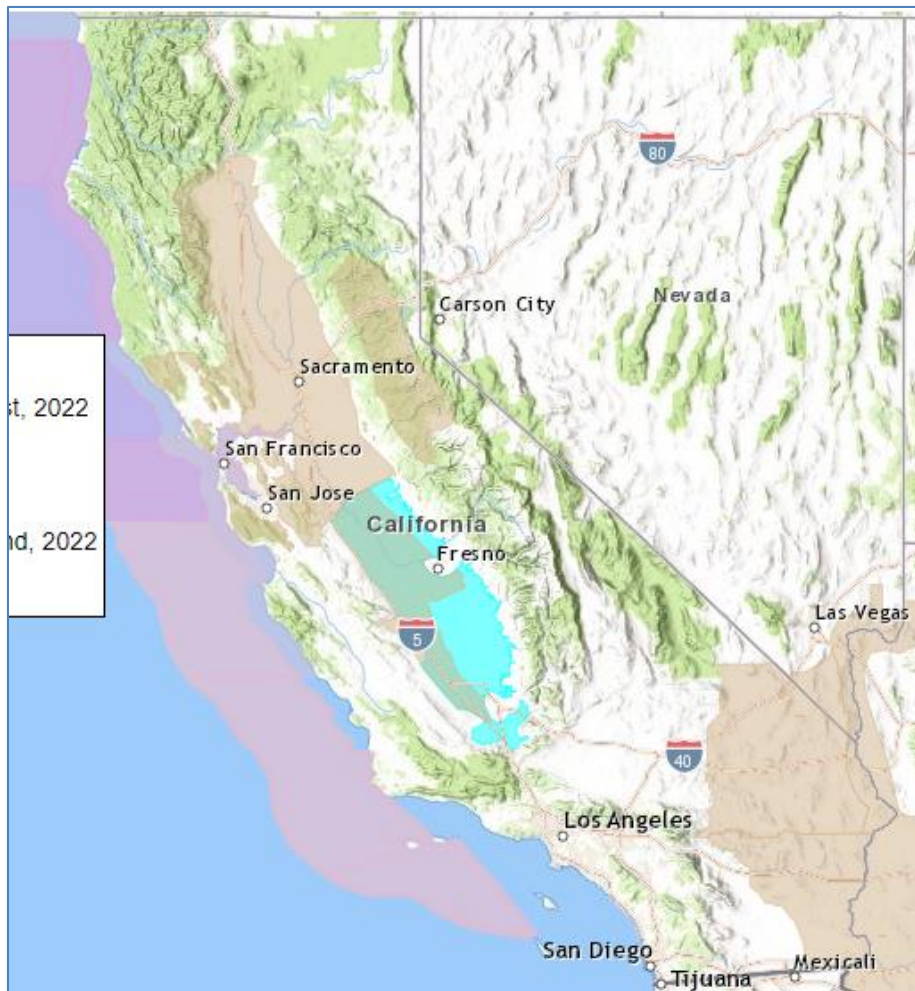 80
Carson City
Nevada
Sacramento
st, 2022
San Francisco
San Jose
California
nd, 2022
Fresno
Las Vegas
5
40
Los Angeles
San Diego
Mexicali
Tijuana